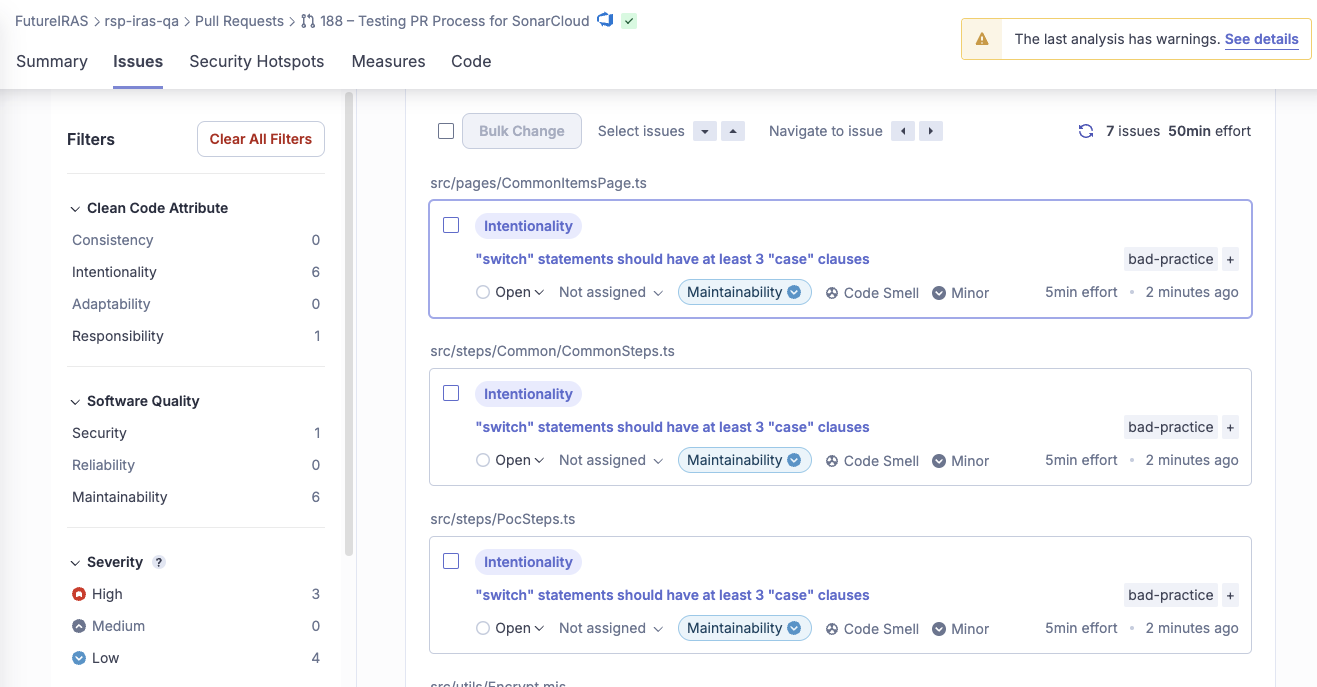 FutureIRAS > rsp-iras-qa > Pull Requests > 188 – Testing PR Process for SonarCloud
The last analysis has warnings. See details
Summary Issues Security Hotspots Measures Code
Filters
Clear All Filters
Clean Code Attribute
Consistency 0
Intentionality 6
Adaptability 0
Responsibility 1
Software Quality
Security 1
Reliability 0
Maintainability 6
Severity ?
High 3
Medium 0
Low 4
Bulk Change Select issues Navigate to issue 7 issues 50min effort
src/pages/CommonItemsPage.ts
Intentionality
"switch" statements should have at least 3 "case" clauses bad-practice +
Open Not assigned Maintainability Code Smell Minor 5min effort • 2 minutes ago
src/steps/Common/CommonSteps.ts
Intentionality
"switch" statements should have at least 3 "case" clauses bad-practice +
Open Not assigned Maintainability Code Smell Minor 5min effort • 2 minutes ago
src/steps/PocSteps.ts
Intentionality
"switch" statements should have at least 3 "case" clauses bad-practice +
Open Not assigned Maintainability Code Smell Minor 5min effort • 2 minutes ago
src/utils/Encrypt.mjs